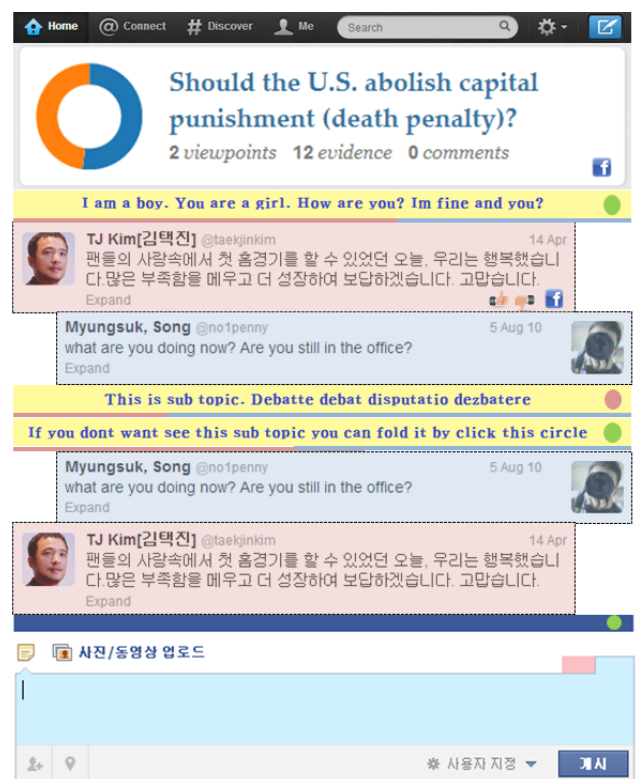 Home Connect Discover Me Search
Should the U.S. abolish capital
punishment (death penalty)?
2 viewpoints 12 evidence 0 comments
I am a boy. You are a girl. How are you? Im fine and you?
TJ Kim[김택진] @taekjinkim 14 Apr
팬들의 사랑속에서 첫 홈경기를 할 수 있었던 오늘, 우리는 행복했습니
다.많은 부족함을 메우고 더 성장하여 보답하겠습니다. 고맙습니다.
Expand
Myungsuk, Song @no1penny 5 Aug 10
what are you doing now? Are you still in the office?
Expand
This is sub topic. Debatte debat disputatio dezbatere
If you dont want see this sub topic you can fold it by click this circle
Myungsuk, Song @no1penny 5 Aug 10
what are you doing now? Are you still in the office?
Expand
TJ Kim[김택진] @taekjinkim 14 Apr
팬들의 사랑속에서 첫 홈경기를 할 수 있었던 오늘, 우리는 행복했습니
다.많은 부족함을 메우고 더 성장하여 보답하겠습니다. 고맙습니다.
Expand
사진/동영상 업로드
사용자 지정 게시